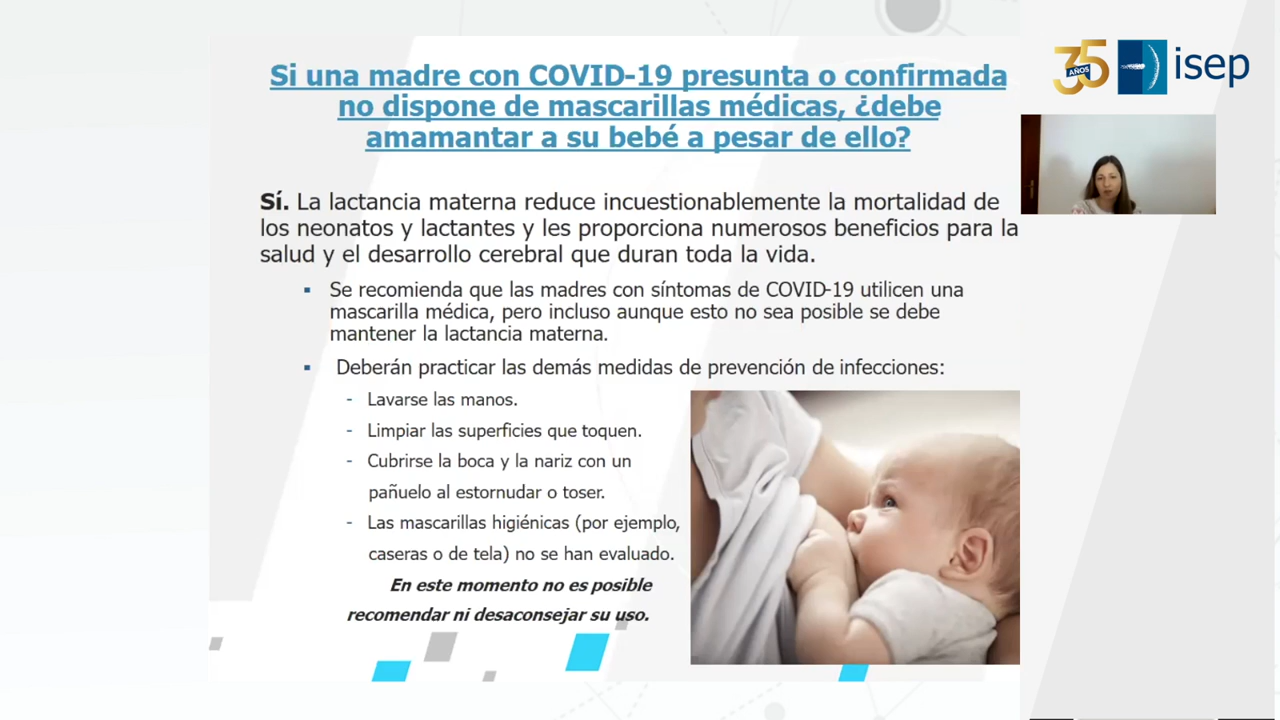 Si una madre con COVID-19 presunta o confirmada
no dispone de mascarillas médicas, ¿debe
amamantar a su bebé a pesar de ello?
35
AÑOS
isep
Sí. La lactancia materna reduce incuestionablemente la mortalidad de
los neonatos y lactantes y les proporciona numerosos beneficios para la
salud y el desarrollo cerebral que duran toda la vida.
▪ Se recomienda que las madres con síntomas de COVID-19 utilicen una
mascarilla médica, pero incluso aunque esto no sea posible se debe
mantener la lactancia materna.
▪ Deberán practicar las demás medidas de prevención de infecciones:
- Lavarse las manos.
- Limpiar las superficies que toquen.
- Cubrirse la boca y la nariz con un
pañuelo al estornudar o toser.
- Las mascarillas higiénicas (por ejemplo,
caseras o de tela) no se han evaluado.
En este momento no es posible
recomendar ni desaconsejar su uso.